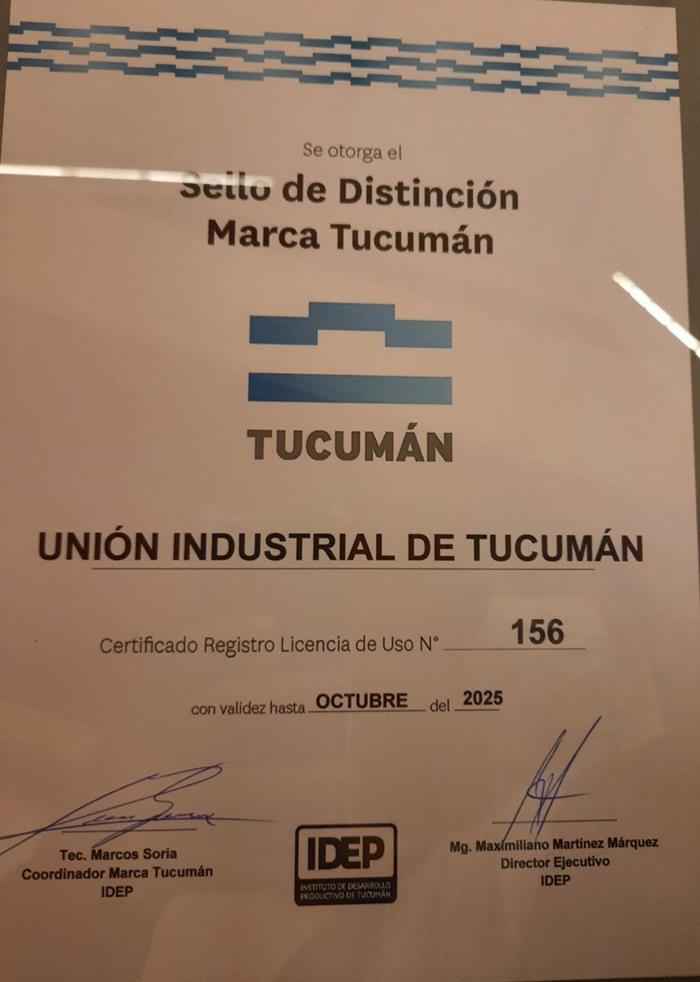 Se otorga el
Sello de Distinción
Marca Tucumán
TUCUMÁN
UNIÓN INDUSTRIAL DE TUCUMÁN
Certificado Registro Licencia de Uso N° 156
con validez hasta OCTUBRE del 2025
Tec. Marcos Soria
Coordinador Marca Tucumán
IDEP
IDEP
INSTITUTO DE DESARROLLO
PRODUCTIVO DE TUCUMÁN
Mg. Maximiliano Martinez Márquez
Director Ejecutivo
IDEP